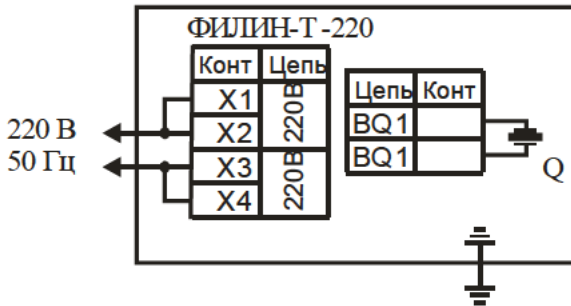 ФИЛИН-Т -220
Конт Цепь
X1 220В
X2
X3 220В
X4
220 В
50 Гц
Цепь Конт
BQ1
BQ1
Q